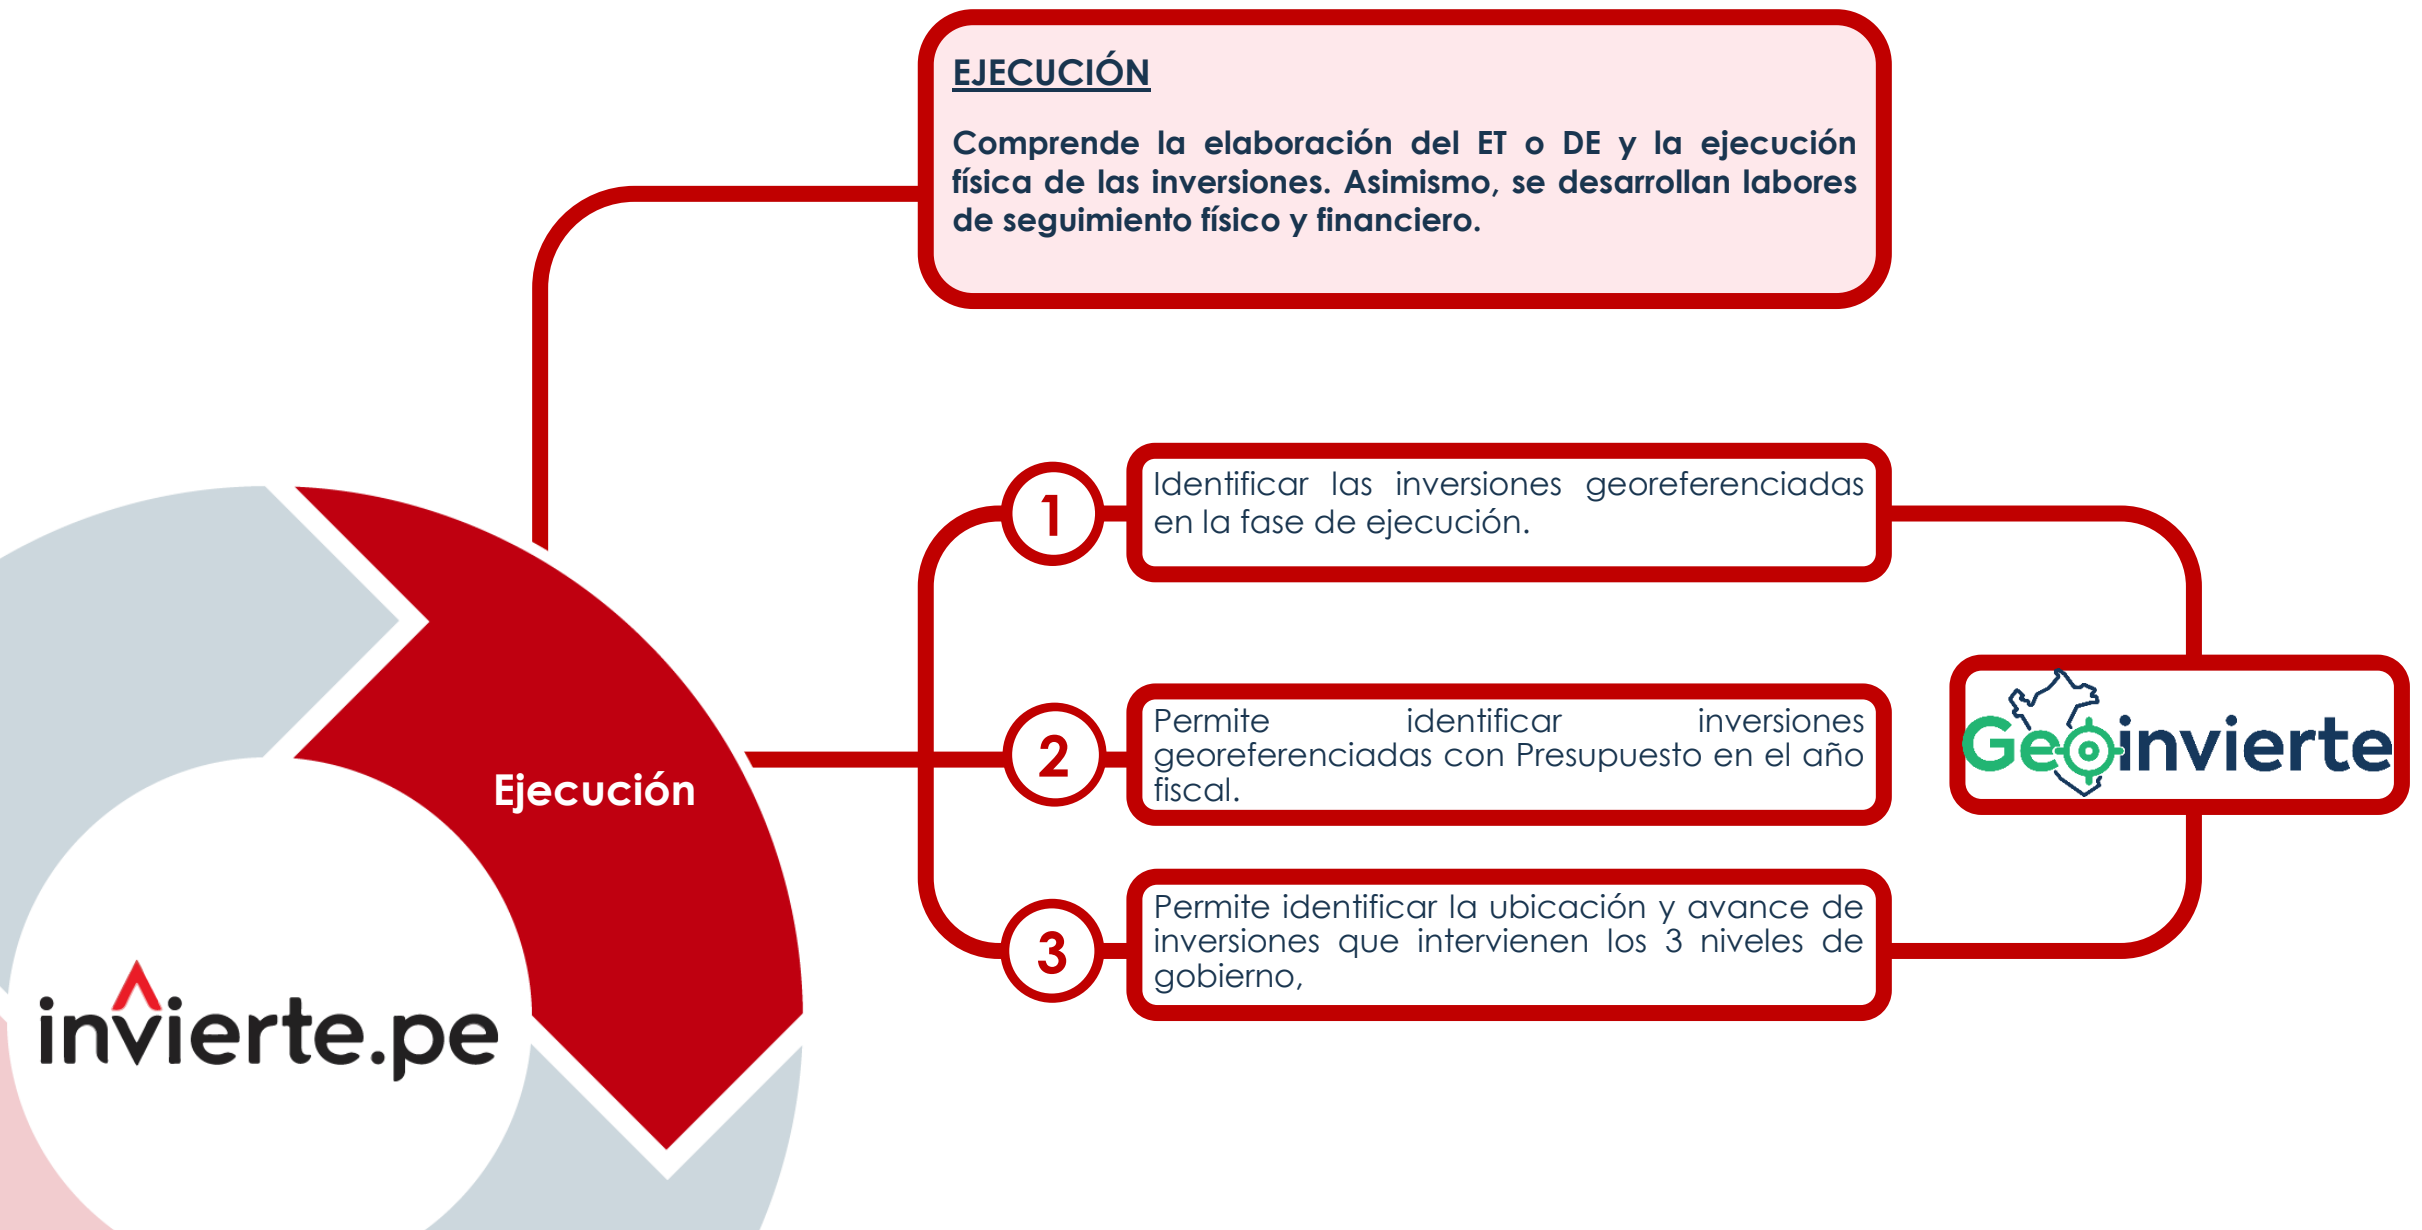 EJECUCIÓN
Comprende la elaboración del ET o DE y la ejecución
física de las inversiones. Asimismo, se desarrollan labores
de seguimiento físico y financiero.
1
Identificar las inversiones georeferenciadas
en la fase de ejecución.
2
Permite identificar inversiones
georeferenciadas con Presupuesto en el año
fiscal.
3
Permite identificar la ubicación y avance de
inversiones que intervienen los 3 niveles de
gobierno,
Geoinvierte
Ejecución
invierte.pe